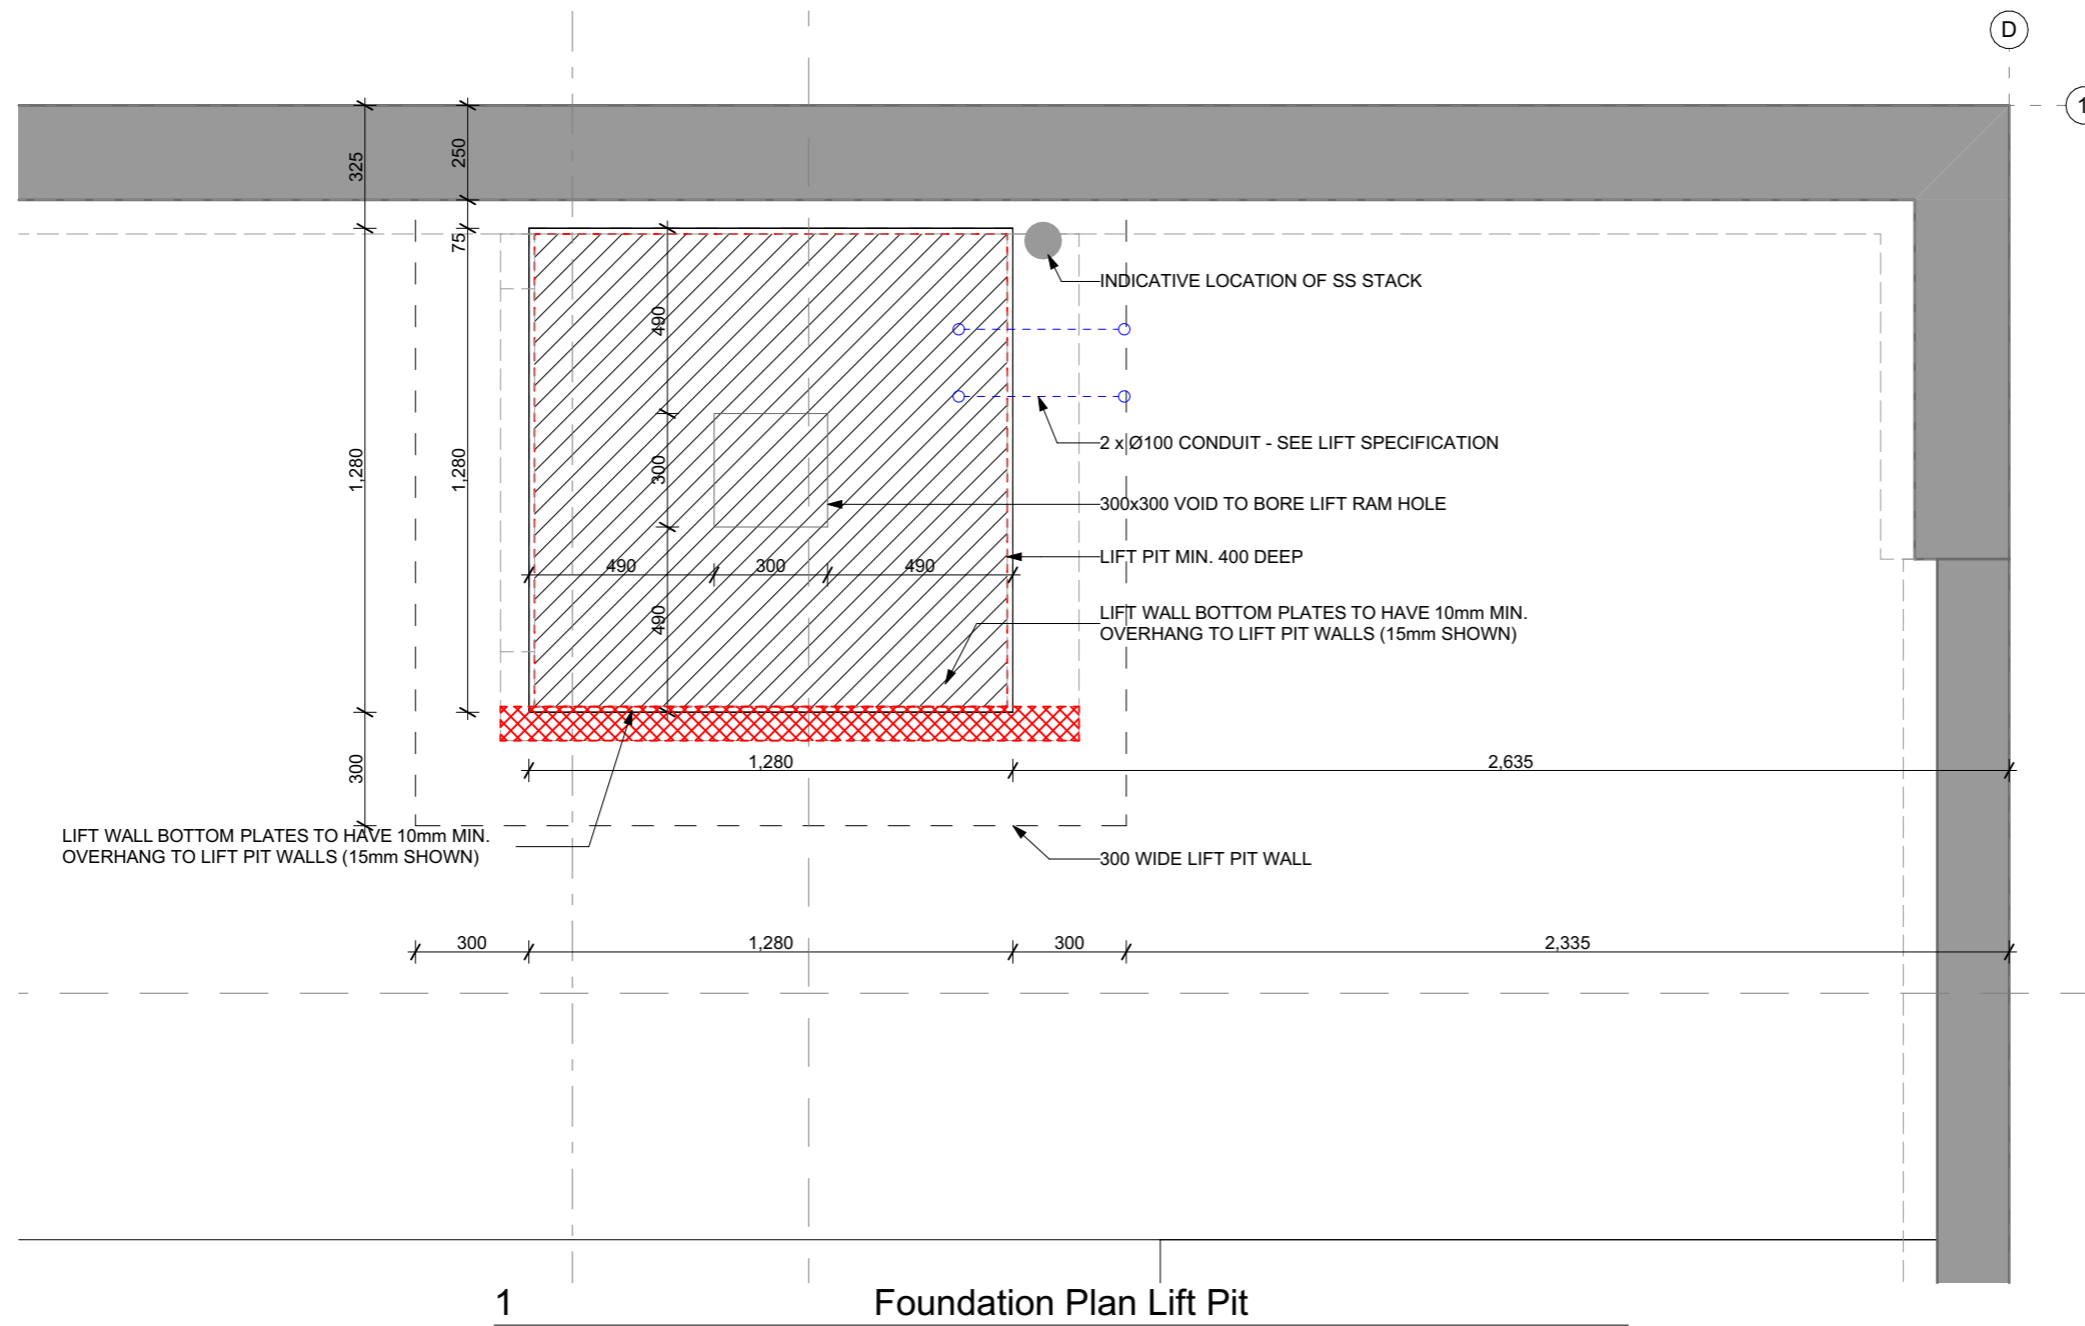 D
1
325
250
75
490
INDICATIVE LOCATION OF SS STACK
2 x Ø100 CONDUIT - SEE LIFT SPECIFICATION
1,280
1,280
300
300x300 VOID TO BORE LIFT RAM HOLE
LIFT PIT MIN. 400 DEEP
490
300
490
490
LIFT WALL BOTTOM PLATES TO HAVE 10mm MIN.
OVERHANG TO LIFT PIT WALLS (15mm SHOWN)
300
1,280
2,635
LIFT WALL BOTTOM PLATES TO HAVE 10mm MIN.
OVERHANG TO LIFT PIT WALLS (15mm SHOWN)
300 WIDE LIFT PIT WALL
300
1,280
300
2,335
1
Foundation Plan Lift Pit